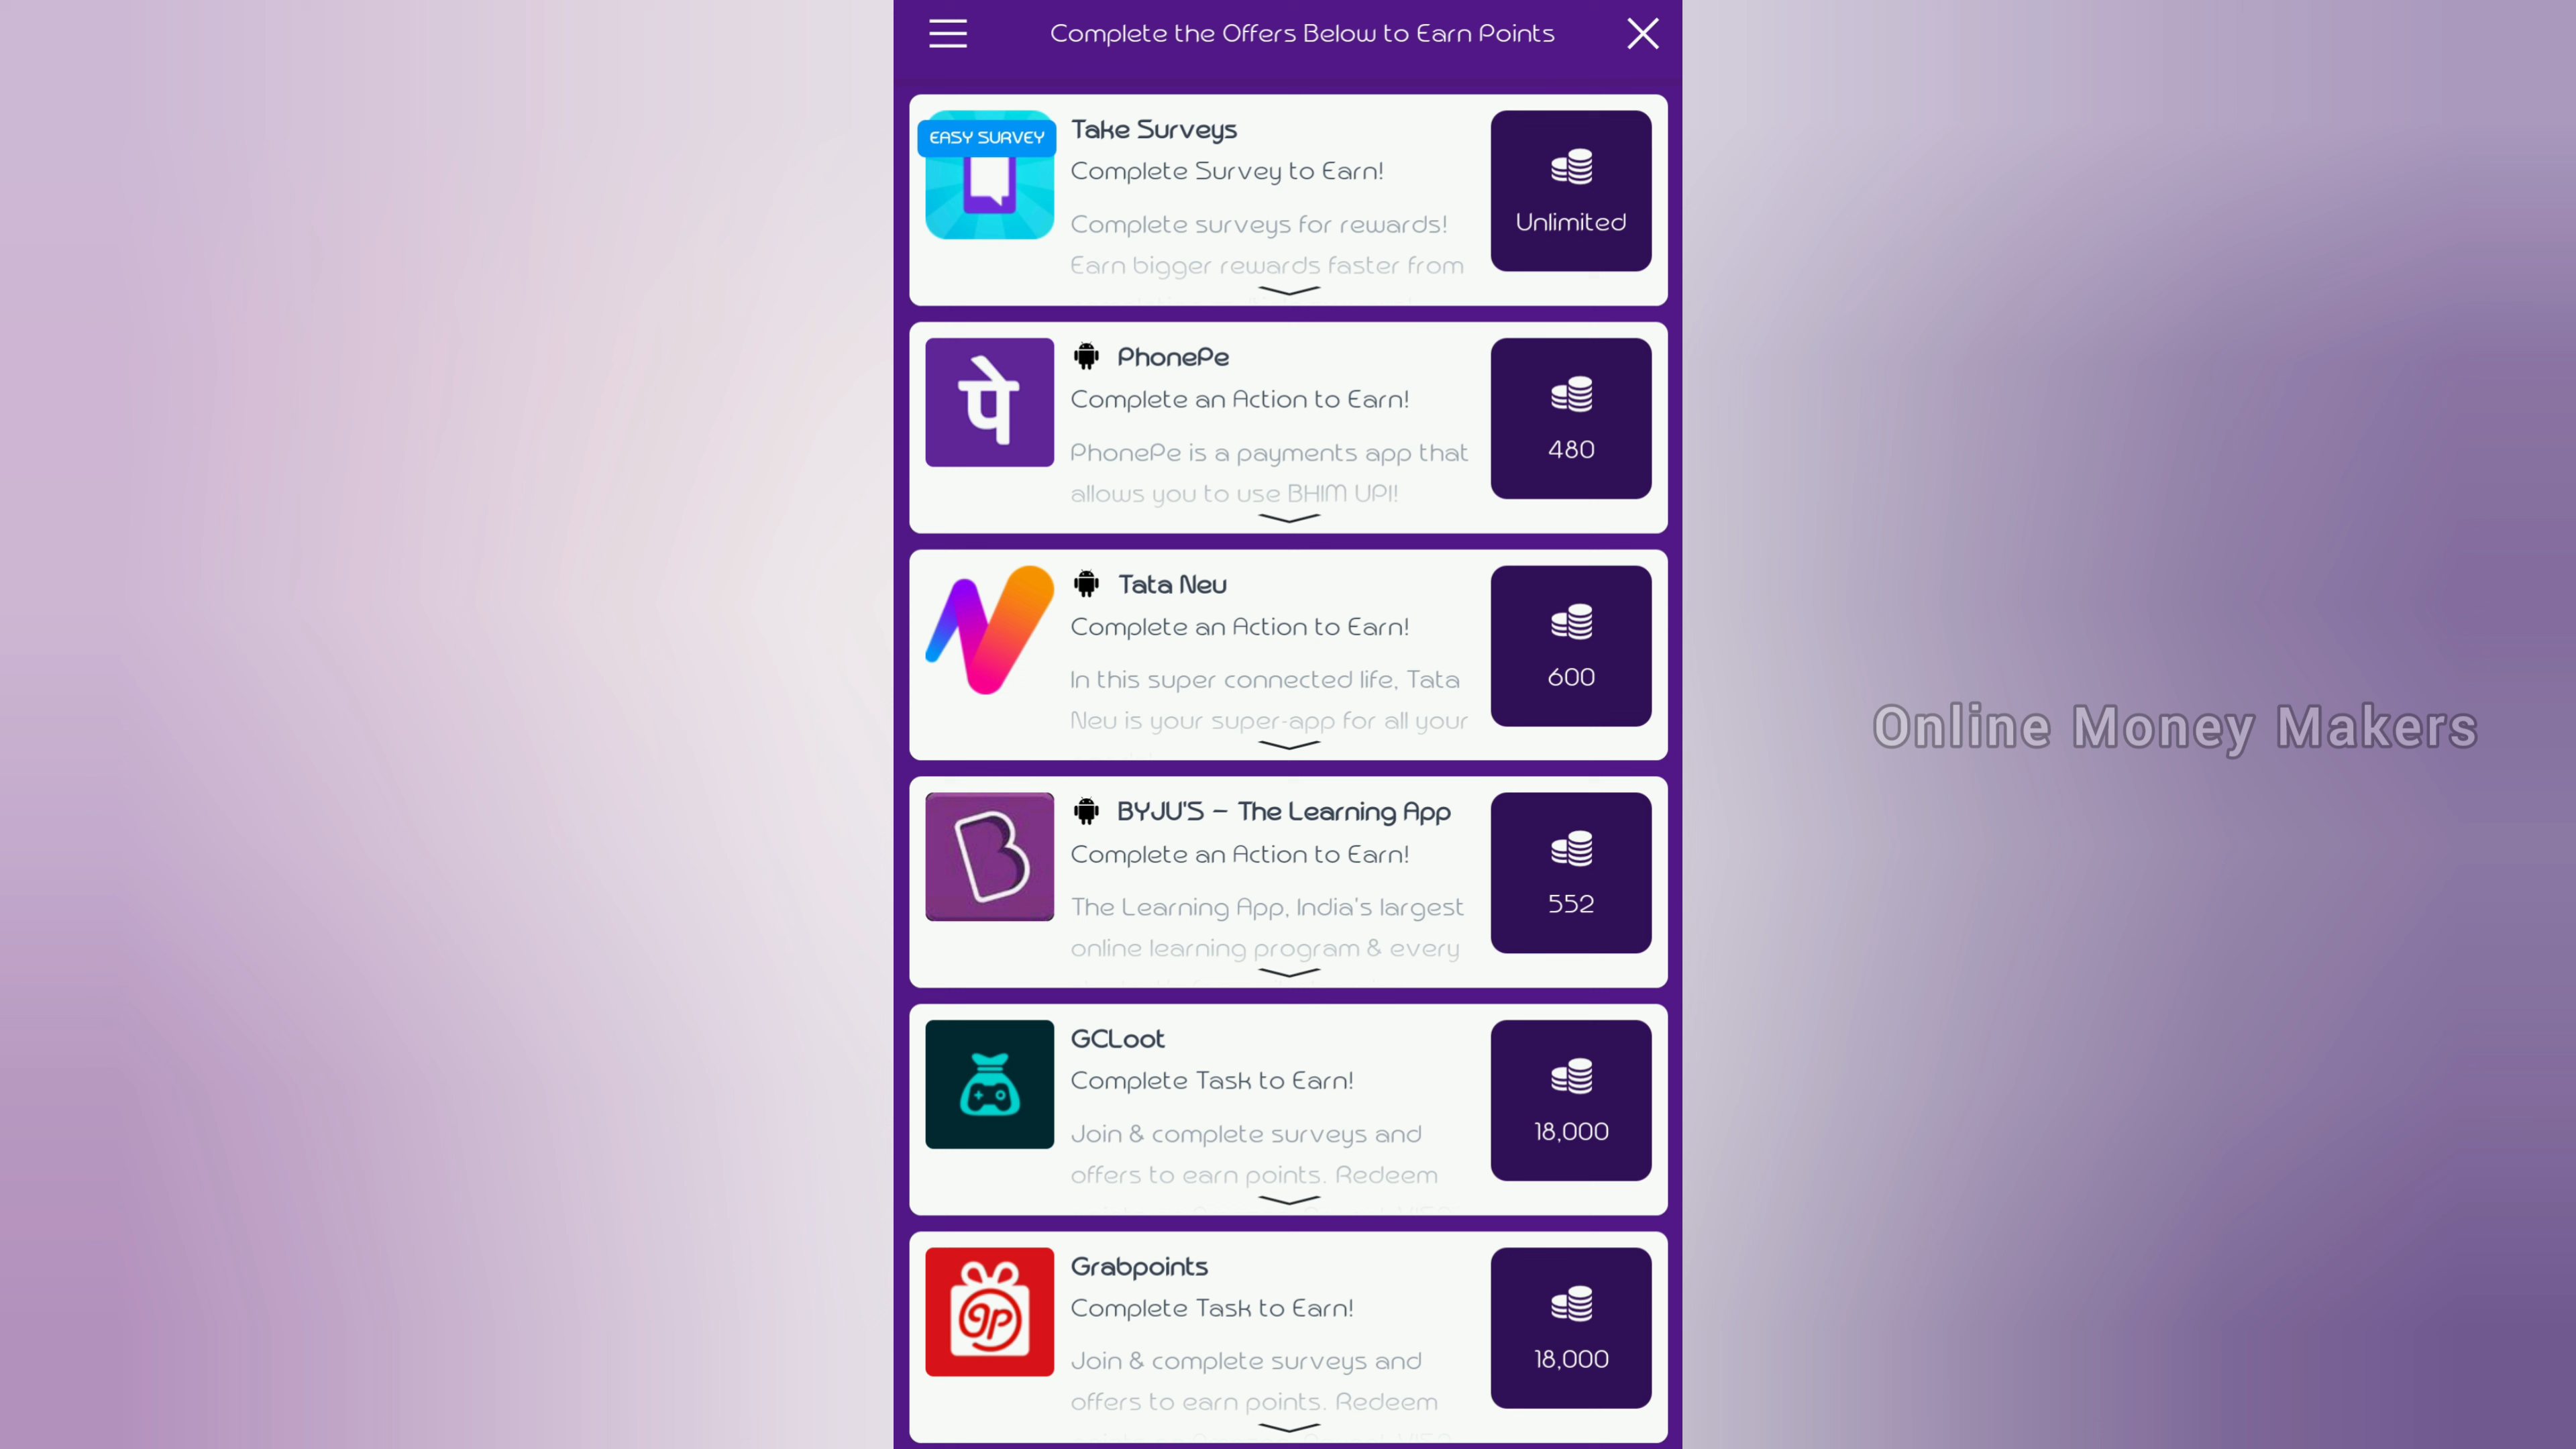 Complete the Offers Below to Earn Points
EASY SURVEY
Take Surveys
Complete Survey to Earn!
Complete surveys for rewards!
Earn bigger rewards faster from
Unlimited
पे
PhonePe
Complete an Action to Earn!
PhonePe is a payments app that
allows you to use BHIM UPI!
480
Tata Neu
Complete an Action to Earn!
In this super connected life, Tata
Neu is your super-app for all your
600
B
BYJU'S – The Learning App
Complete an Action to Earn!
The Learning App, India's largest
online learning program & every
552
GCLoot
Complete Task to Earn!
Join & complete surveys and
offers to earn points. Redeem
18,000
gp
Grabpoints
Complete Task to Earn!
Join & complete surveys and
offers to earn points. Redeem
18,000
Online Money Makers